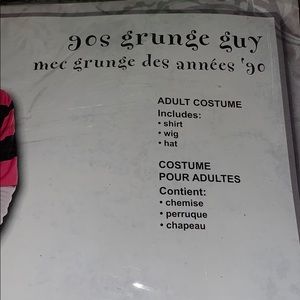 90s grunge guy
mec grunge des années '90
ADULT COSTUME
Includes:
• shirt
• wig
• hat
COSTUME
POUR ADULTES
Contient:
• chemise
• perruque
• chapeau